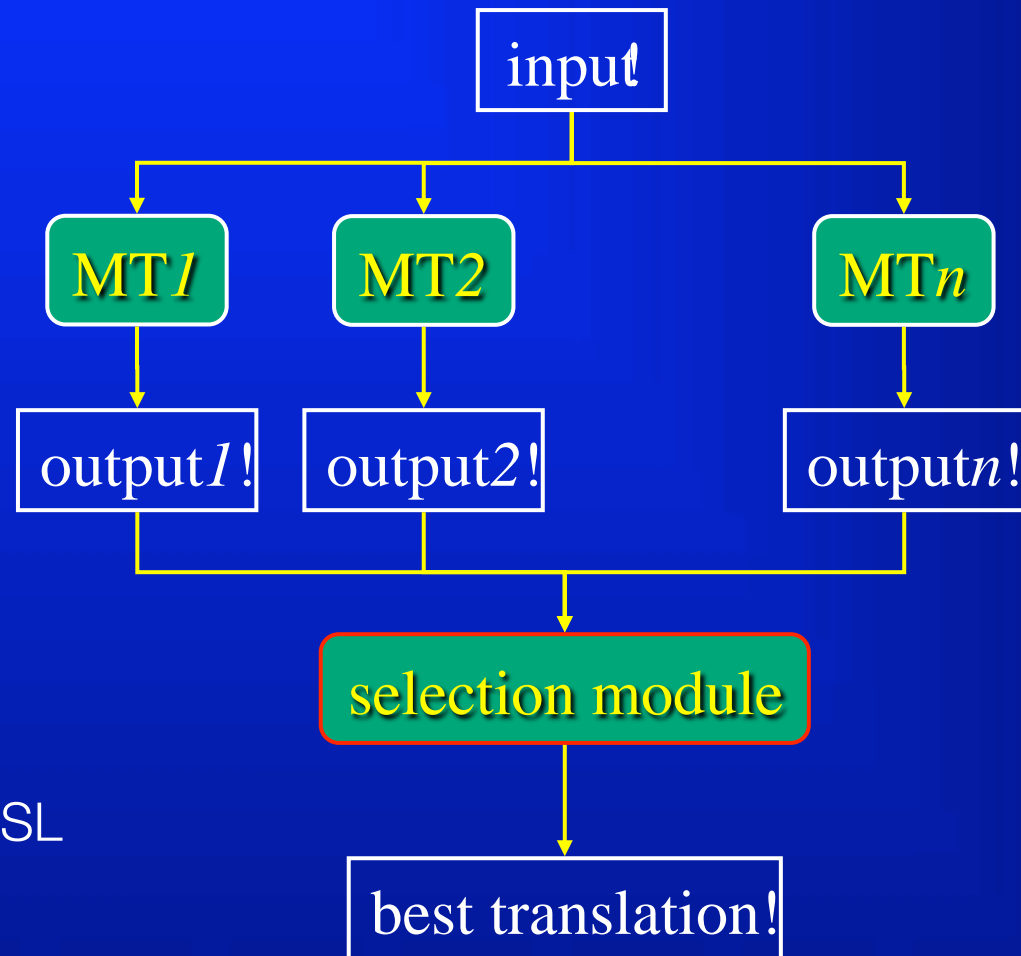 input!
MT1 MT2 MTn
output1! output2! outputn!
selection module
SL
best translation!